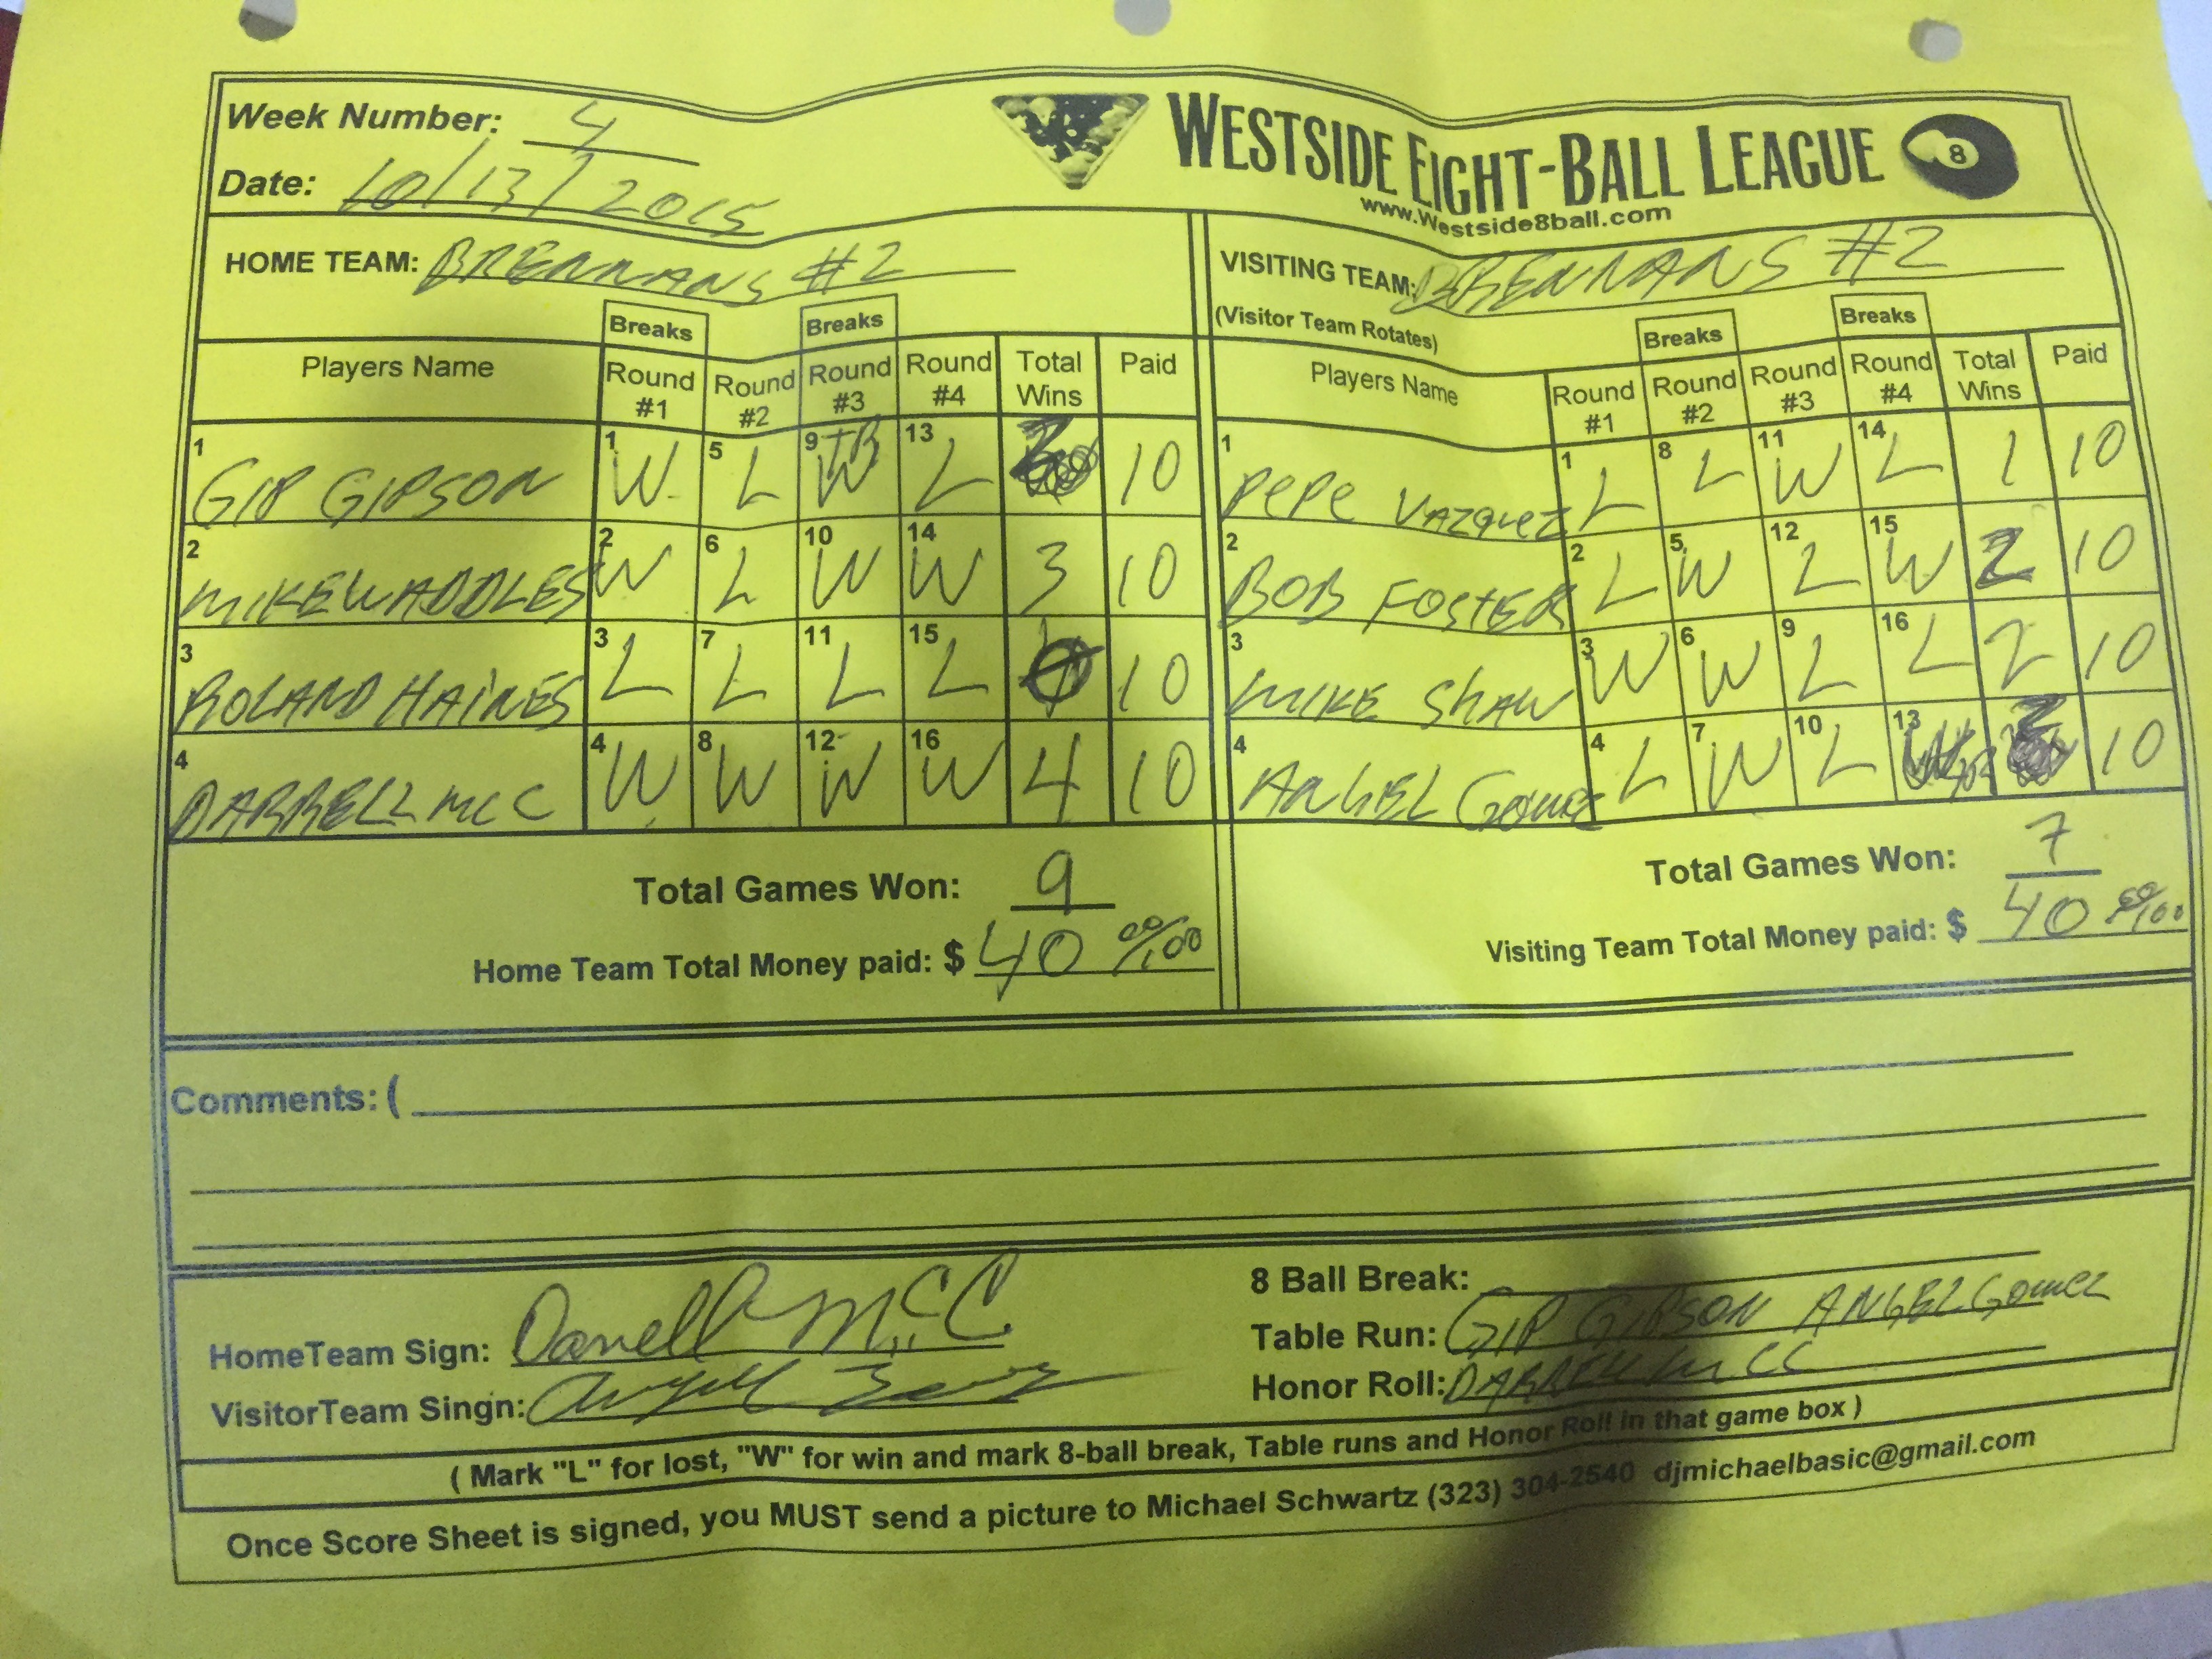 Week Number: 4
WESTSIDE EIGHT-BALL LEAGUE 8
Date: 10/13/2015
www.Westside8ball.com
HOME TEAM: BRENNANS #2
VISITING TEAM: BRENNANS #2
(Visitor Team Rotates)
Breaks Breaks
Breaks Breaks
Players Name Round #1 Round #2 Round #3 Round #4 Total Wins Paid
Players Name Round #1 Round #2 Round #3 Round #4 Total Wins Paid
1 GIP GIPSON 1 W 5 L 9 W TR 13 L 10
1 PEPE VAZQUEZ 1 L 8 L 11 W 14 L 1 10
2 MIKE WADDLES 2 W 6 L 10 W 14 W 3 10
2 BOB FOSTER 2 L 5 W 12 L 15 W 2 10
3 ROLAND HAINES 3 L 7 L 11 L 15 L 10
3 MIKE SHAW 3 W 6 W 9 L 16 L 2 10
4 DARRELL MCC 4 W 8 W 12 W 16 W 4 10
4 ANGEL Gomez 4 L 7 W 10 L 13 10
Total Games Won: 9
Total Games Won: 7
Home Team Total Money paid: $ 40 00/100
Visiting Team Total Money paid: $ 40 00/100
Comments: (
8 Ball Break:
HomeTeam Sign: Darrell McC
Table Run: GIP GIPSON ANGEL Gomez
VisitorTeam Singn:
Honor Roll: DARRELL MCC
( Mark "L" for lost, "W" for win and mark 8-ball break, Table runs and Honor Roll in that game box )
Once Score Sheet is signed, you MUST send a picture to Michael Schwartz (323) 304-2540 djmichaelbasic@gmail.com